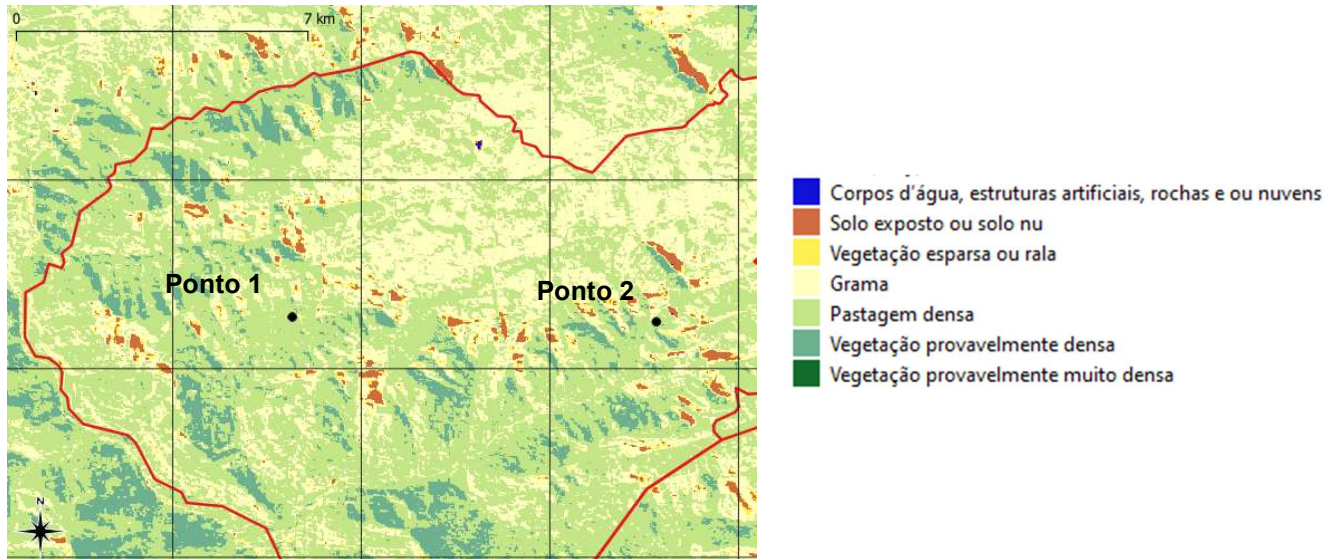 0 7 km
Ponto 1
Ponto 2
N
Corpos d'água, estruturas artificiais, rochas e ou nuvens
Solo exposto ou solo nu
Vegetação esparsa ou rala
Grama
Pastagem densa
Vegetação provavelmente densa
Vegetação provavelmente muito densa